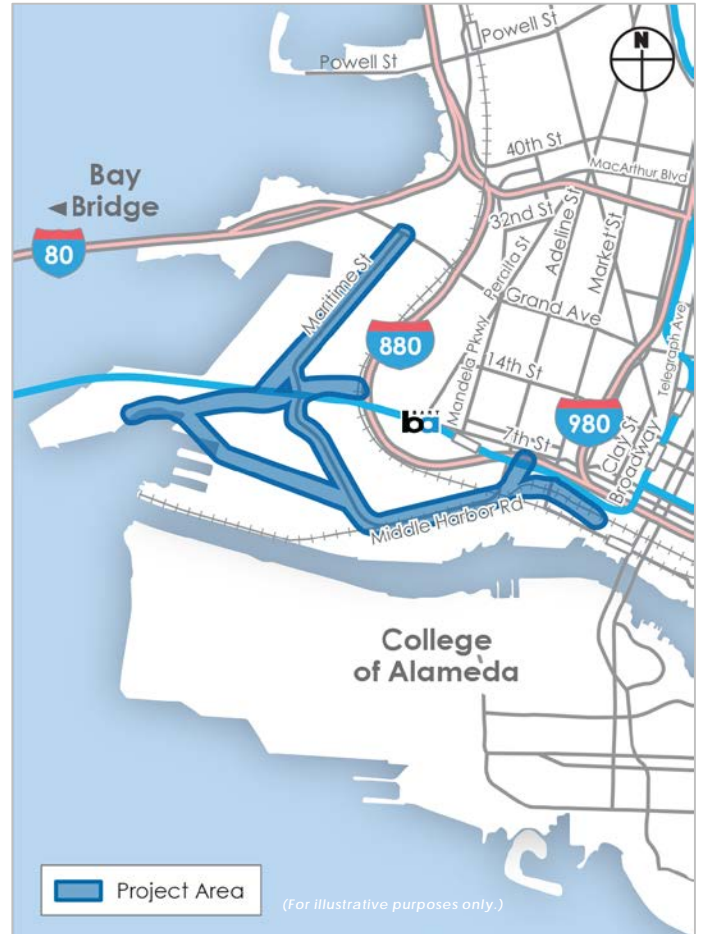 Powell St
Powell St
N
40th St
MacArthur Blvd
Bay
Bridge
80
32nd St
Peralta St
Adeline St
Market St
Maritime St
Grand Ave
880
Telegraph Ave
14th St
Mandela Pkwy
BART
ba
7th St
980
Clay St
Broadway
Middle Harbor Rd
College
of Alameda
Project Area
(For illustrative purposes only.)